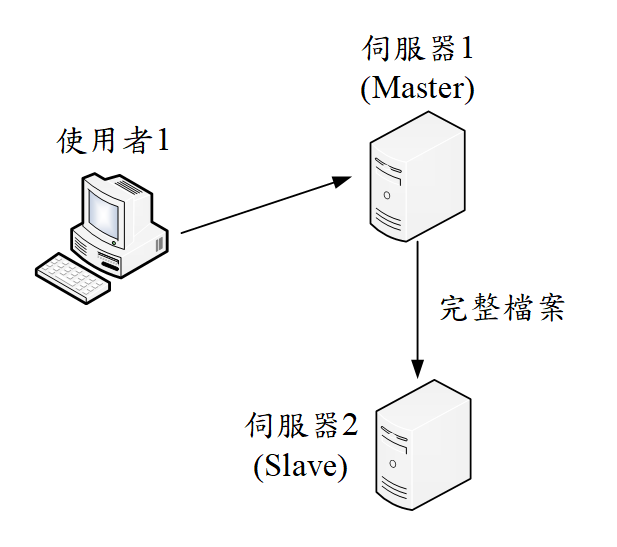 伺服器1
(Master)
使用者1
完整檔案
伺服器2
(Slave)